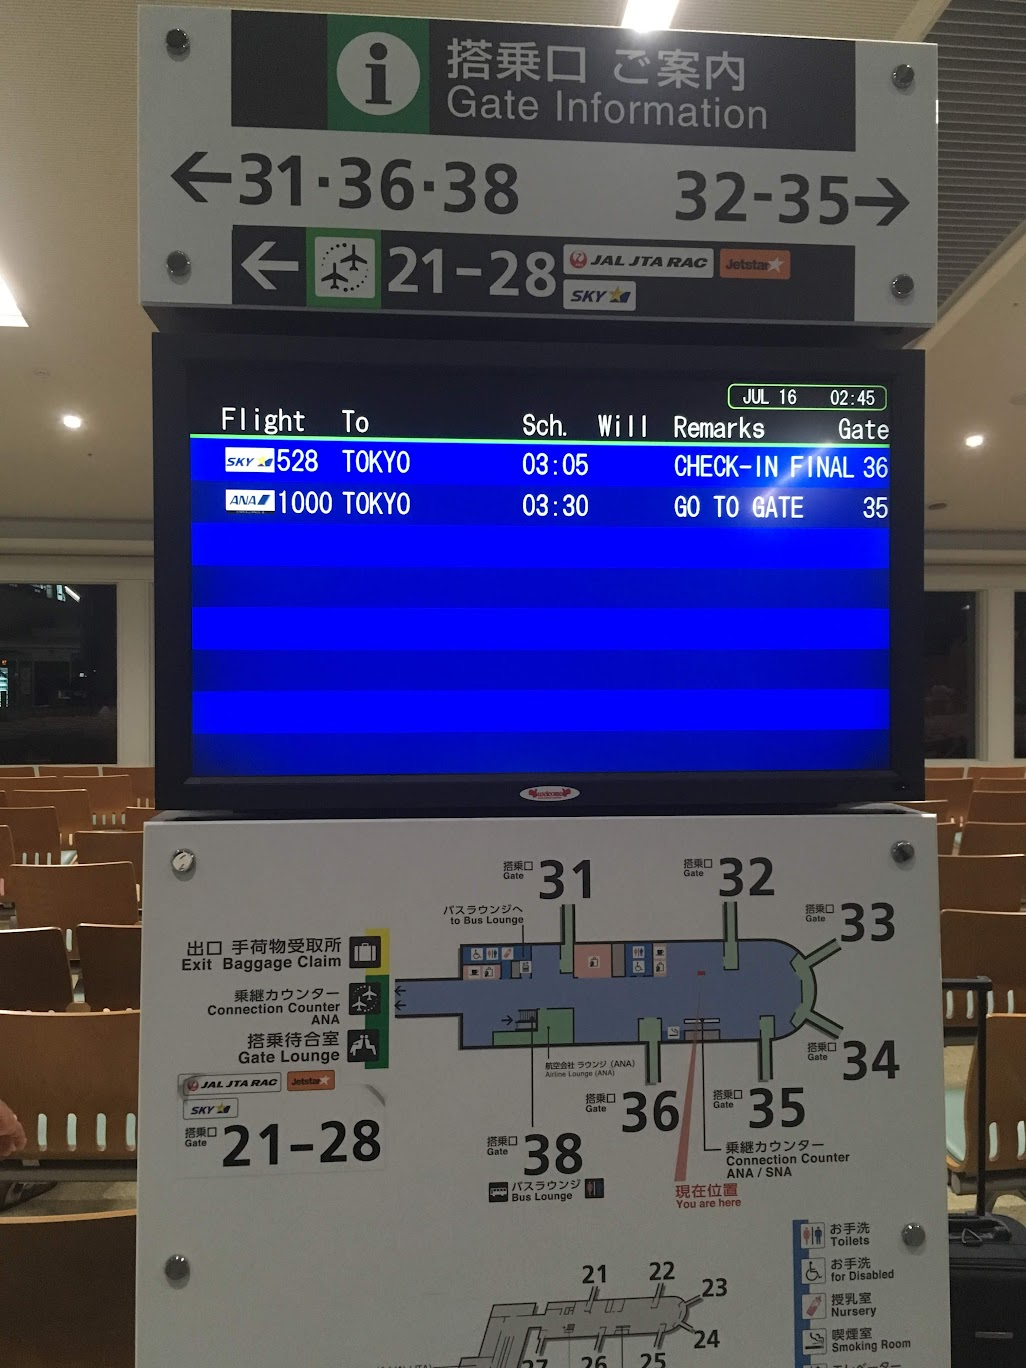 i 搭乗口 ご案内
Gate Information
←31·36·38 32-35→
← 21-28 JAL JTA RAC Jetstar
SKY
JUL 16 02:45
Flight To Sch. Will Remarks Gate
SKY 528 TOKYO 03:05 CHECK-IN FINAL 36
ANA 1000 TOKYO 03:30 GO TO GATE 35
搭乗口
Gate 31
搭乗口
Gate 32
搭乗口
Gate 33
バスラウンジへ
to Bus Lounge
出口 手荷物受取所
Exit Baggage Claim
乗継カウンター
Connection Counter
ANA
搭乗待合室
Gate Lounge
JAL JTA RAC Jetstar
SKY
搭乗口
Gate 21-28
航空会社 ラウンジ (ANA)
Airline Lounge (ANA)
搭乗口
Gate 34
搭乗口
Gate 36
搭乗口
Gate 35
搭乗口
Gate 38
バスラウンジ
Bus Lounge
乗継カウンター
Connection Counter
ANA / SNA
現在位置
You are here
お手洗
Toilets
お手洗
for Disabled
授乳室
Nursery
喫煙室
Smoking Room
21 22 23
24
27 26 25